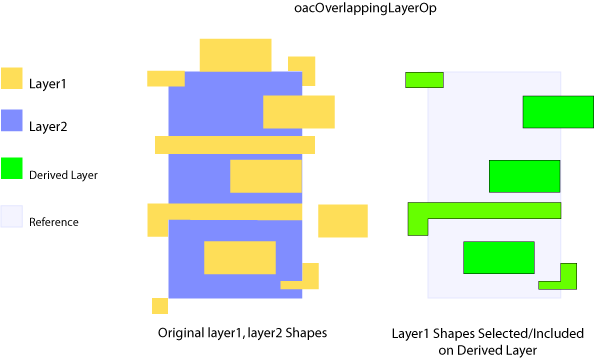 oacOverlappingLayerOp
Layer1
Layer2
Derived Layer
Reference
Original layer1, layer2 Shapes
Layer1 Shapes Selected/Included
on Derived Layer